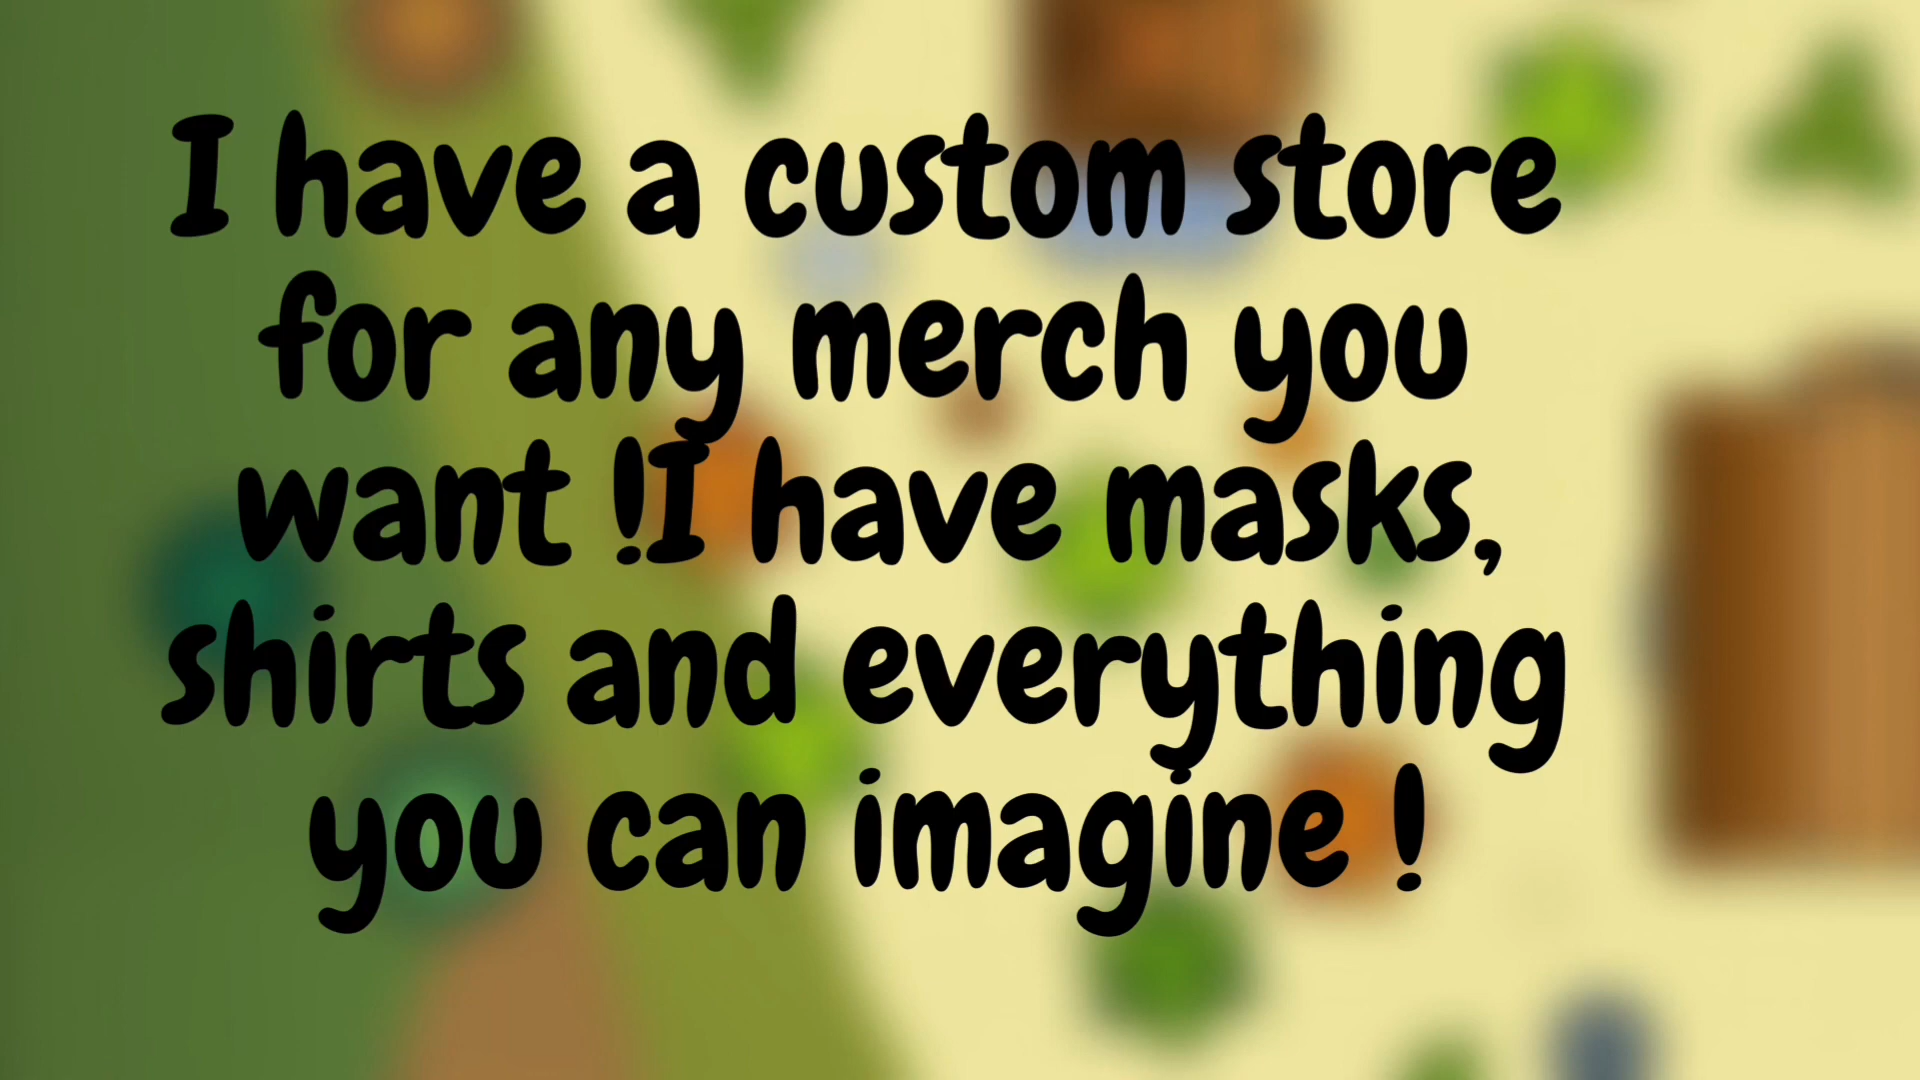 I have a custom store
for any merch you
want !I have masks,
shirts and everything
you can imagine !